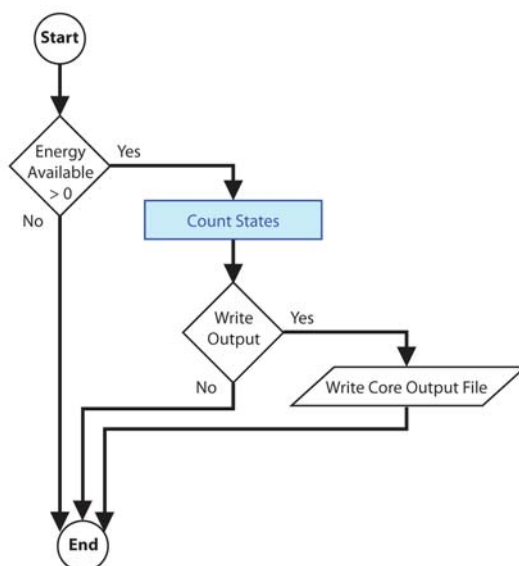 Start
Energy
Available
> 0
Yes
No
Count States
Write
Output
Yes
No
Write Core Output File
End